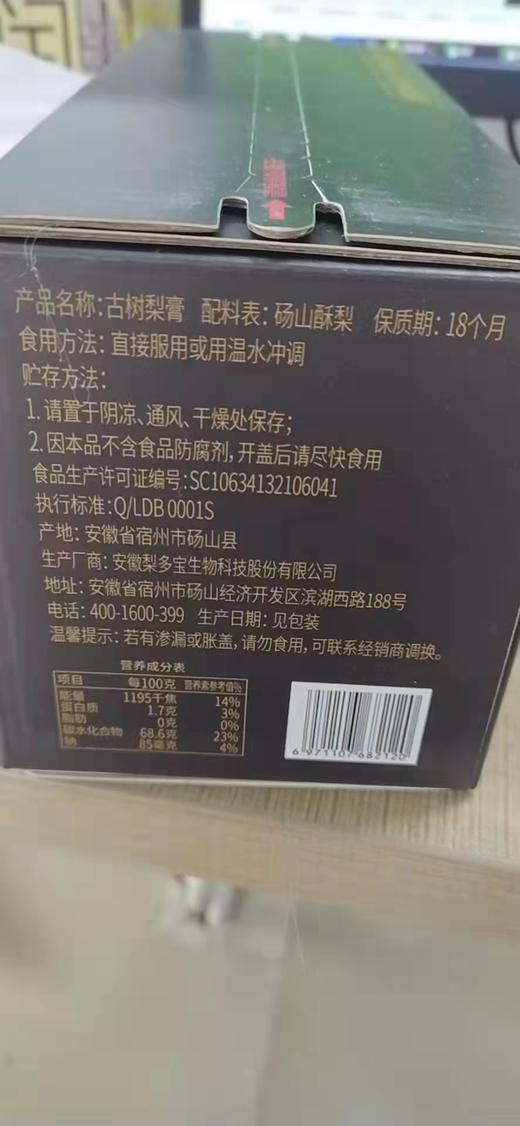 产品名称:古树梨膏 配料表:砀山酥梨 保质期:18个月
食用方法:直接服用或用温水冲调
贮存方法:
1.请置于阴凉、通风、干燥处保存;
2.因本品不含食品防腐剂,开盖后请尽快食用
食品生产许可证编号:SC10634132106041
执行标准:Q/LDB 0001S
产地:安徽省宿州市砀山县
生产厂商:安徽梨多宝生物科技股份有限公司
地址:安徽省宿州市砀山经济开发区滨湖西路188号
电话:400-1600-399 生产日期:见包装
温馨提示:若有渗漏或胀盖,请勿食用,可联系经销商调换。
营养成分表
项目 每100克 营养素参考值%
能量 1195千焦 14%
蛋白质 1.7克 3%
脂肪 0克 0%
碳水化合物 68.6克 23%
钠 85毫克 4%
6971107682120